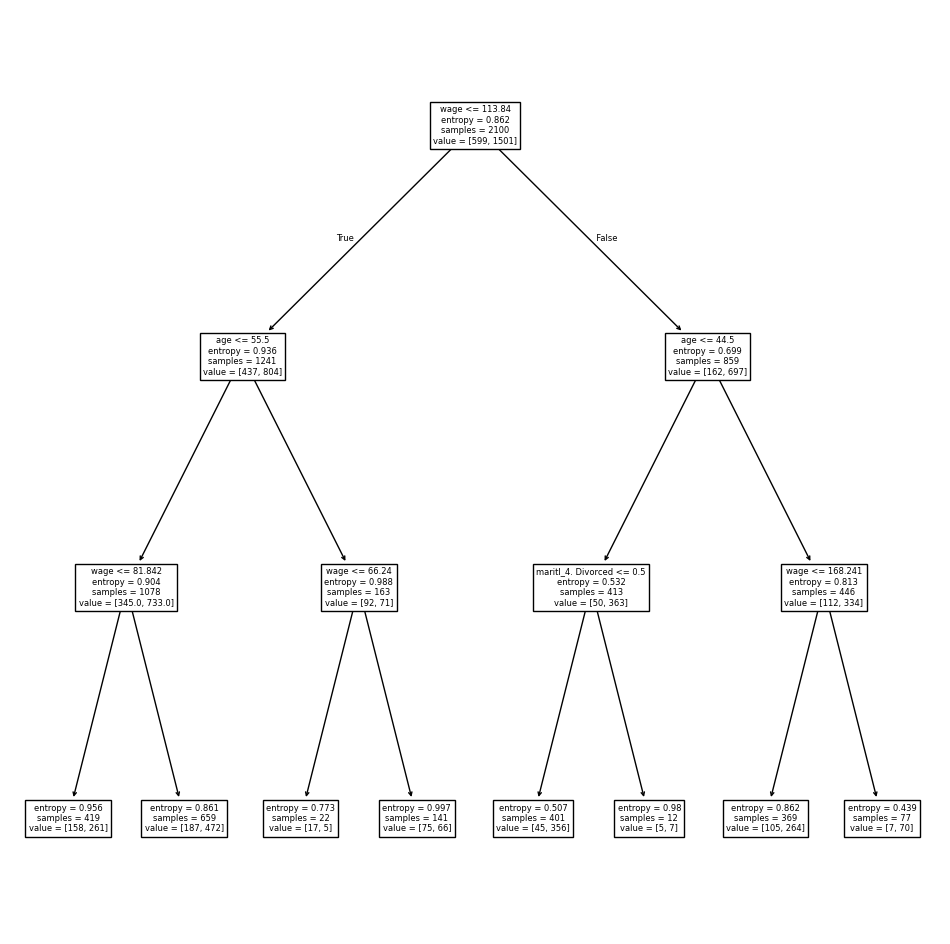 wage <= 113.84
entropy = 0.862
samples = 2100
value = [599, 1501]
True
False
age <= 55.5
entropy = 0.936
samples = 1241
value = [437, 804]
age <= 44.5
entropy = 0.699
samples = 859
value = [162, 697]
wage <= 81.842
entropy = 0.904
samples = 1078
value = [345.0, 733.0]
wage <= 66.24
entropy = 0.988
samples = 163
value = [92, 71]
maritl_4. Divorced <= 0.5
entropy = 0.532
samples = 413
value = [50, 363]
wage <= 168.241
entropy = 0.813
samples = 446
value = [112, 334]
entropy = 0.956
samples = 419
value = [158, 261]
entropy = 0.861
samples = 659
value = [187, 472]
entropy = 0.773
samples = 22
value = [17, 5]
entropy = 0.997
samples = 141
value = [75, 66]
entropy = 0.507
samples = 401
value = [45, 356]
entropy = 0.98
samples = 12
value = [5, 7]
entropy = 0.862
samples = 369
value = [105, 264]
entropy = 0.439
samples = 77
value = [7, 70]